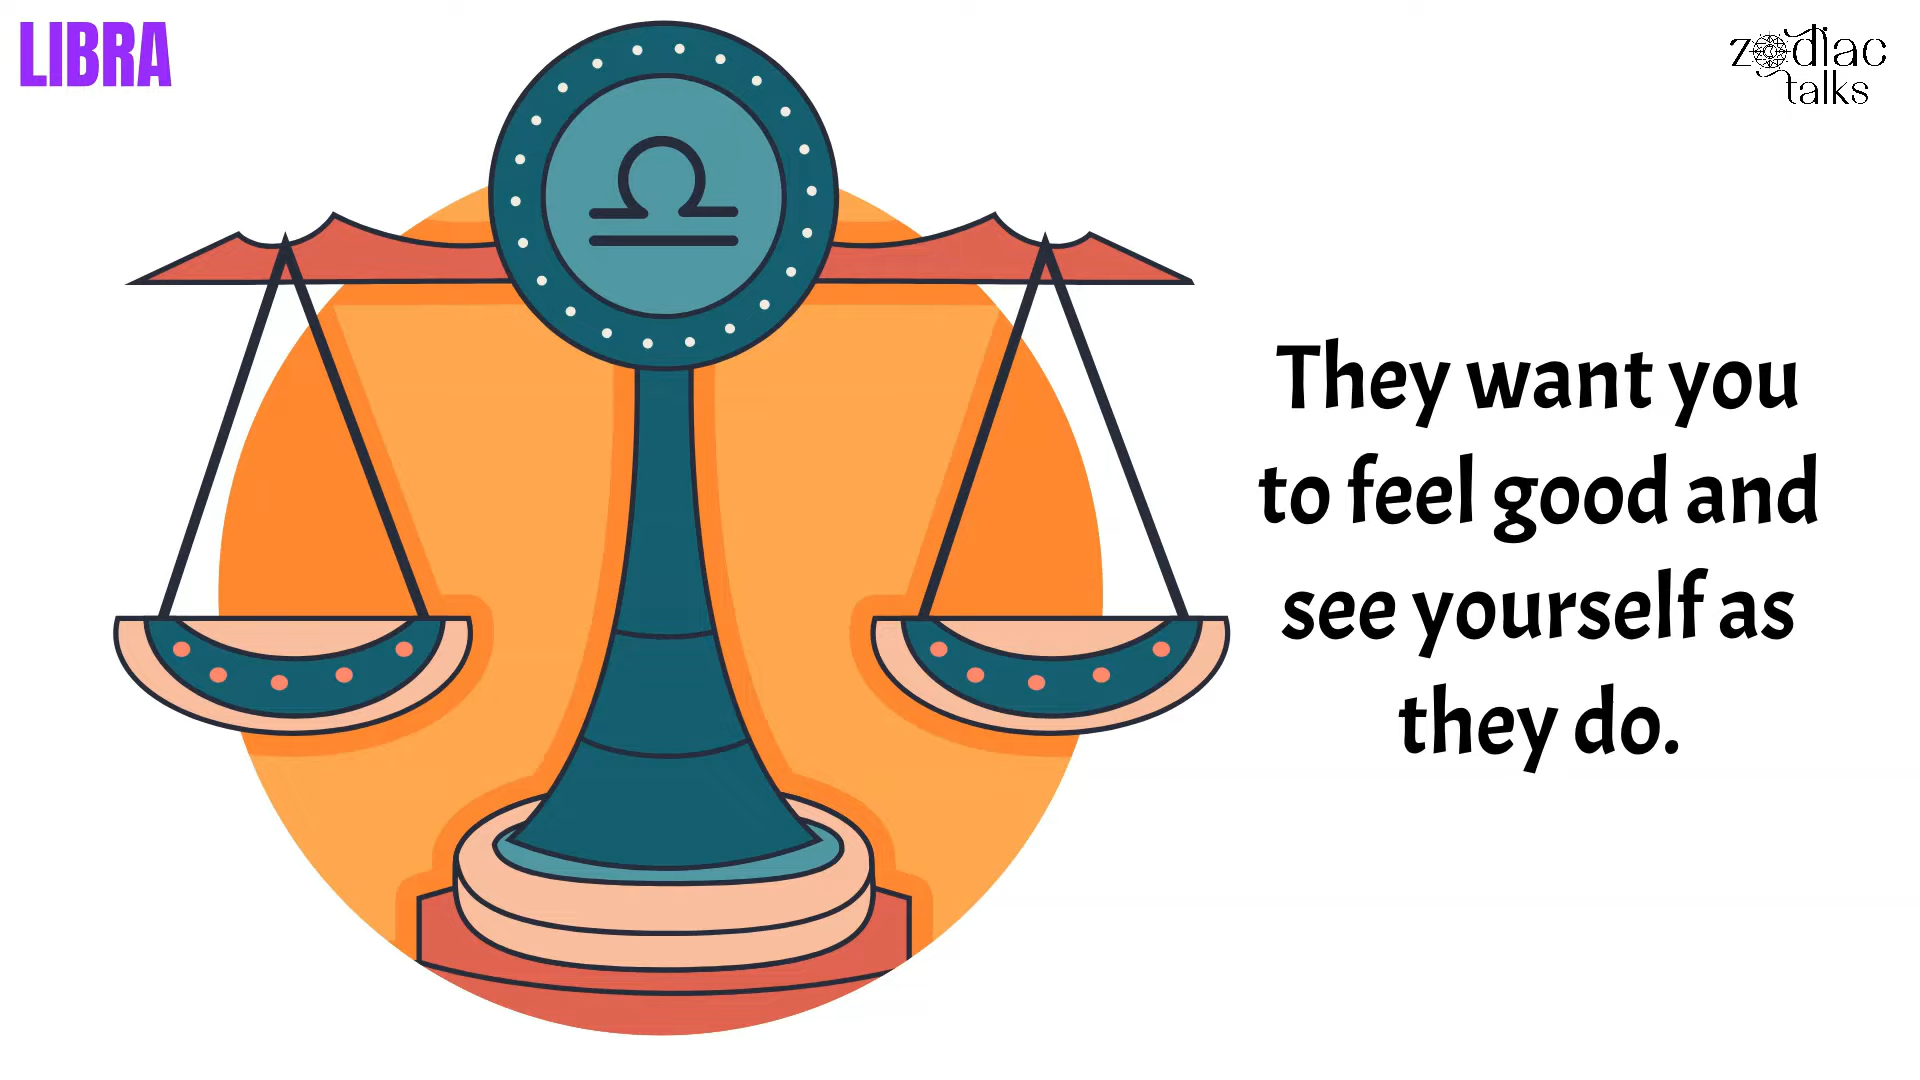 LIBRA
zodiac
talks
They want you
to feel good and
see yourself as
they do.